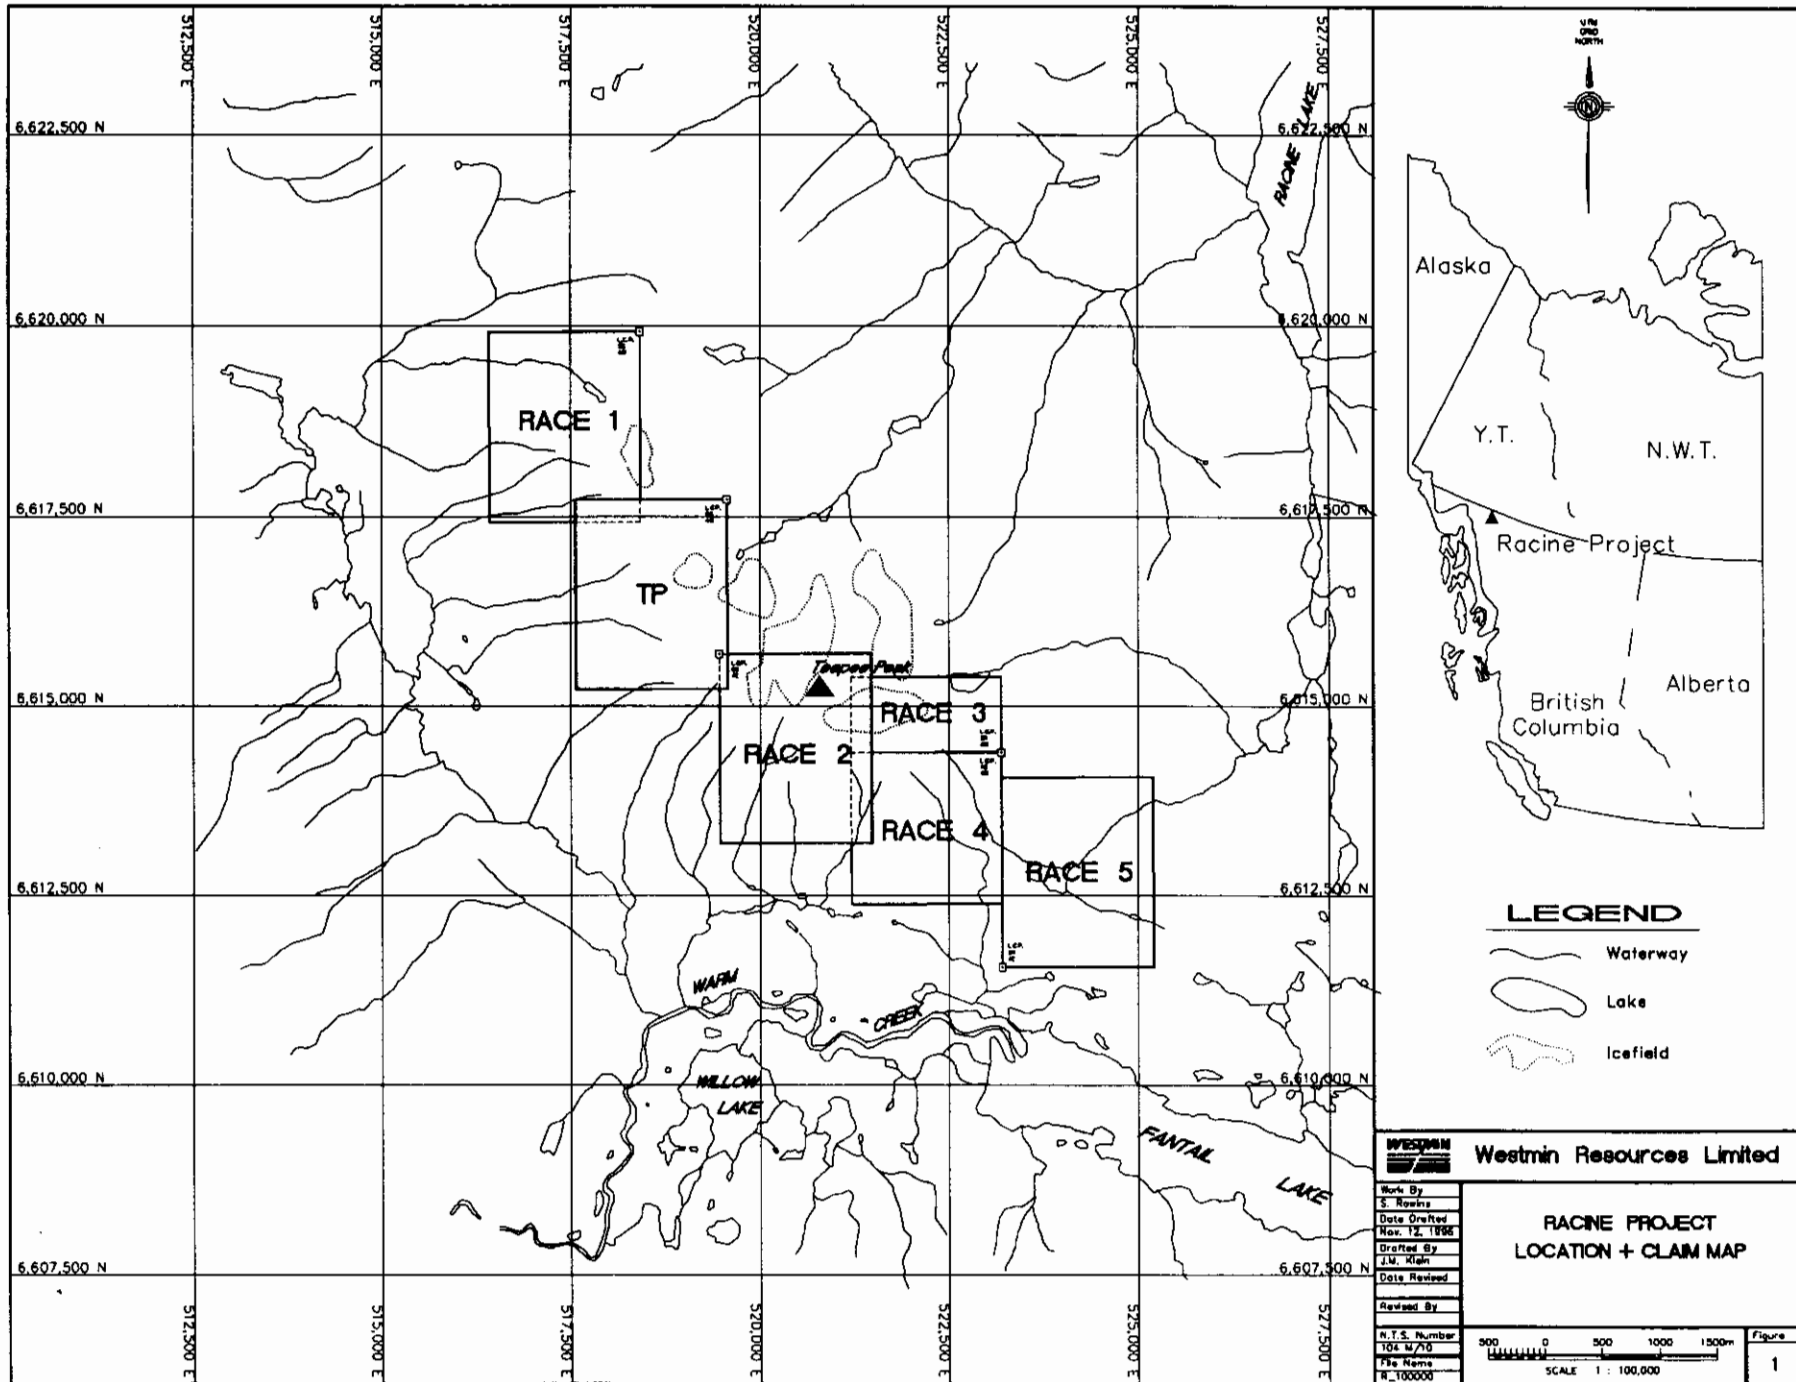 512,500 E
515,000 E
517,500 E
520,000 E
522,500 E
525,000 E
527,500 E
GRID
NORTH
N
6,622,500 N
6,622,500 N
RACINE LAKE
Alaska
6,620,000 N
6,620,000 N
RACE 1
Y.T.
N.W.T.
6,617,500 N
6,617,500 N
Racine Project
TP
Teepee Peak
6,615,000 N
6,615,000 N
RACE 3
RACE 2
British
Columbia
Alberta
RACE 4
RACE 5
6,612,500 N
6,612,500 N
LEGEND
Waterway
Lake
Icefield
WARM
CREEK
WILLOW
LAKE
6,610,000 N
6,610,000 N
FANTAIL
LAKE
WESTMIN
Westmin Resources Limited
Work By
S. Rowins
Date Drafted
Nov. 12, 1996
Drafted By
J.M. Klein
Date Revised
Revised By
N.T.S. Number
104 M/10
File Name
R_100000
RACINE PROJECT
LOCATION + CLAIM MAP
6,607,500 N
6,607,500 N
500 0 500 1000 1500m
SCALE 1 : 100,000
Figure
1
512,500 E
515,000 E
517,500 E
520,000 E
522,500 E
525,000 E
527,500 E